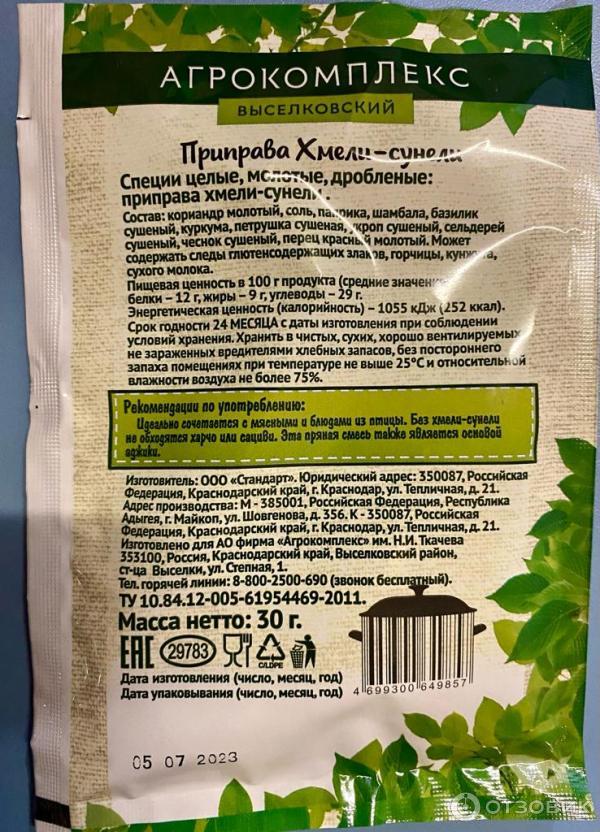 АГРОКОМПЛЕКС
ВЫСЕЛКОВСКИЙ
Приправа Хмели-сунели
Специи целые, молотые, дробленые:
приправа хмели-сунели.
Состав: кориандр молотый, соль, паприка, шамбала, базилик
сушеный, куркума, петрушка сушеная, укроп сушеный, сельдерей
сушеный, чеснок сушеный, перец красный молотый. Может
содержать следы глютенсодержащих злаков, горчицы, кунжута,
сухого молока.
Пищевая ценность в 100 г продукта (средние значения
белки – 12 г, жиры – 9 г, углеводы – 29 г.
Энергетическая ценность (калорийность) – 1055 кДж (252 ккал).
Срок годности 24 МЕСЯЦА с даты изготовления при соблюдении
условий хранения. Хранить в чистых, сухих, хорошо вентилируемых
не зараженных вредителями хлебных запасов, без постороннего
запаха помещениях при температуре не выше 25°С и относительной
влажности воздуха не более 75%.
Рекомендации по употреблению:
Идеально сочетается с мясными и блюдами из птицы. Без хмели-сунели
не обходятся харчо или сациви. Эта пряная смесь также является основой
аджики.
Изготовитель: ООО «Стандарт». Юридический адрес: 350087, Российская
Федерация, Краснодарский край, г. Краснодар, ул. Тепличная, д. 21.
Адрес производства: М - 385001, Российская Федерация, Республика
Адыгея, г. Майкоп, ул. Шовгенова, д. 356. К - 350087, Российская
Федерация, Краснодарский край, г. Краснодар, ул. Тепличная, д. 21.
Изготовлено для АО фирма «Агрокомплекс» им. Н.И. Ткачева
353100, Россия, Краснодарский край, Выселковский район,
ст-ца Выселки, ул. Степная, 1.
Тел. горячей линии: 8-800-2500-690 (звонок бесплатный).
ТУ 10.84.12-005-61954469-2011.
Масса нетто: 30 г.
ЕАС 29783 C/LDPE
4 699300 649857
Дата изготовления (число, месяц, год)
Дата упаковывания (число, месяц, год)
05 07 2023
ОТЗОВИК